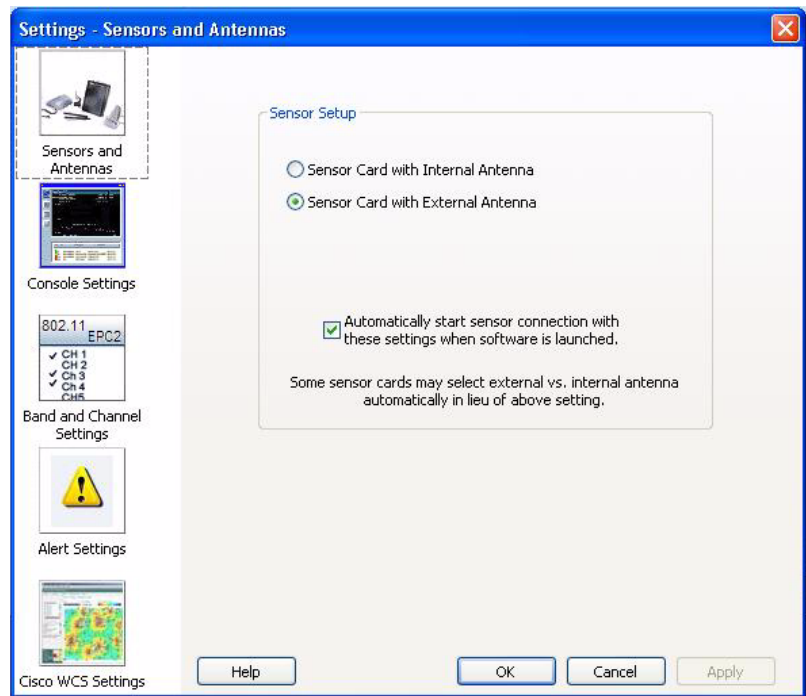 Settings - Sensors and Antennas
Sensors and
Antennas
Console Settings
802.11
EPC2
CH 1
CH 2
Ch 3
Ch 4
CH5
Band and Channel
Settings
Alert Settings
Cisco WCS Settings
Sensor Setup
Sensor Card with Internal Antenna
Sensor Card with External Antenna
Automatically start sensor connection with
these settings when software is launched.
Some sensor cards may select external vs. internal antenna
automatically in lieu of above setting.
Help
OK
Cancel
Apply